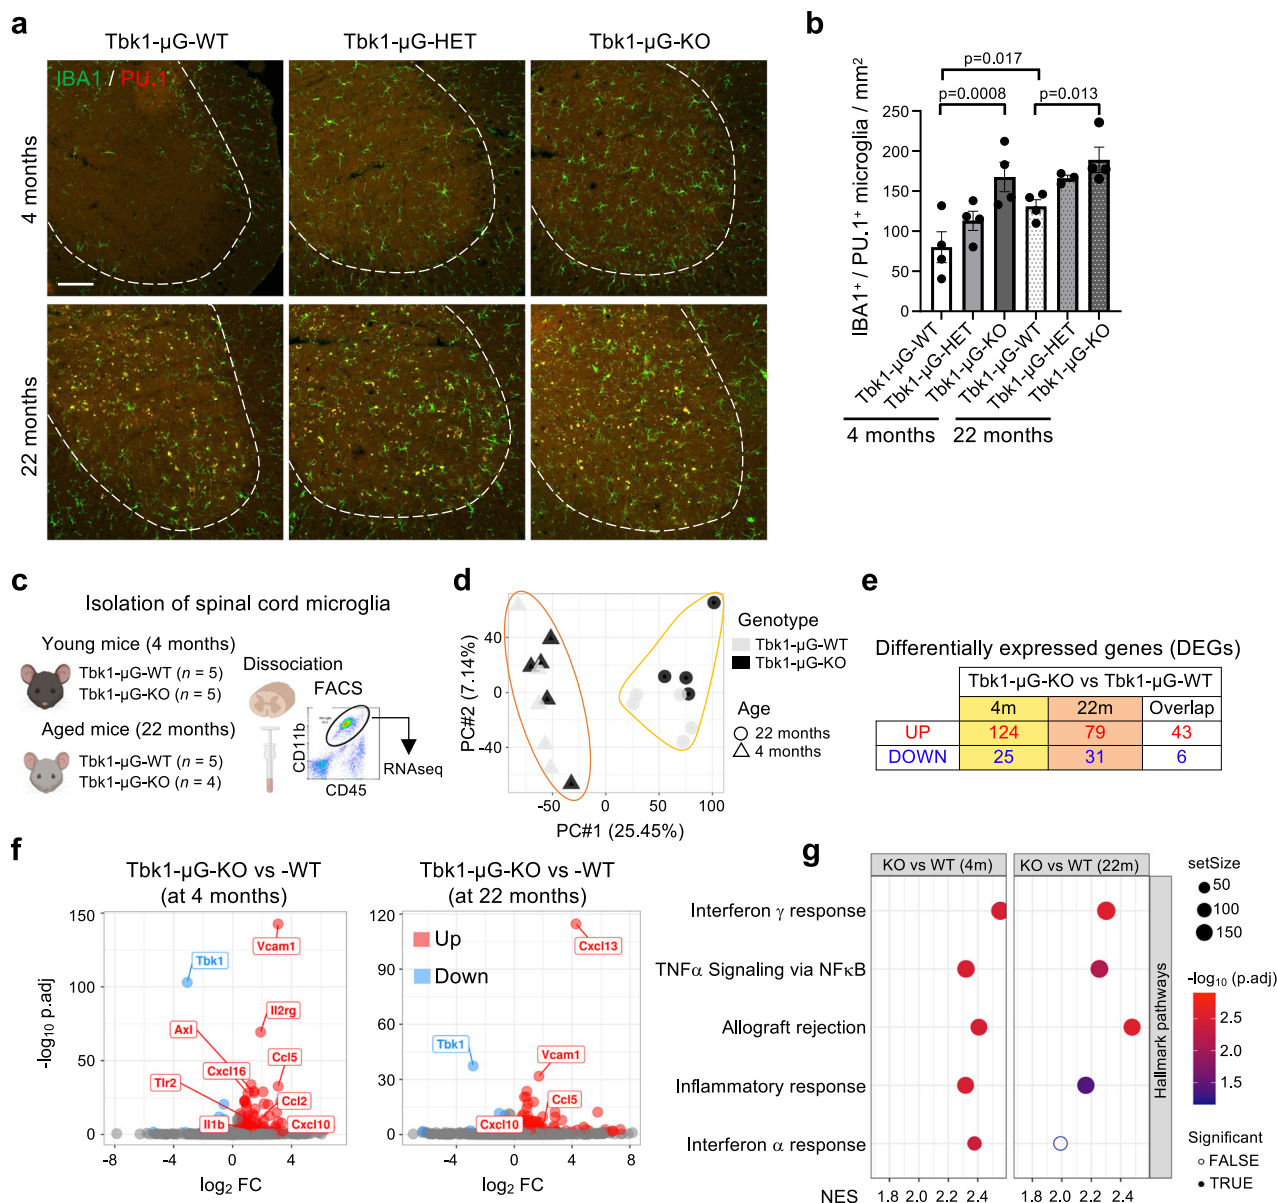 a
Tbk1-μG-WT
Tbk1-μG-HET
Tbk1-μG-KO
IBA1 / PU.1
4 months
22 months
b
p=0.017
p=0.0008
p=0.013
IBA1⁺ / PU.1⁺ microglia / mm²
250
200
150
100
50
0
Tbk1-μG-WT
Tbk1-μG-HET
Tbk1-μG-KO
Tbk1-μG-WT
Tbk1-μG-HET
Tbk1-μG-KO
4 months
22 months
c
Isolation of spinal cord microglia
Young mice (4 months)
Tbk1-μG-WT (n = 5)
Tbk1-μG-KO (n = 5)
Aged mice (22 months)
Tbk1-μG-WT (n = 5)
Tbk1-μG-KO (n = 4)
Dissociation
FACS
CD11b
CD45
RNAseq
d
PC#2 (7.14%)
40
0
-40
-50
0
50
100
PC#1 (25.45%)
Genotype
Tbk1-μG-WT
Tbk1-μG-KO
Age
22 months
4 months
e
Differentially expressed genes (DEGs)
Tbk1-μG-KO vs Tbk1-μG-WT
4m 22m Overlap
UP 124 79 43
DOWN 25 31 6
f
Tbk1-μG-KO vs -WT
(at 4 months)
-log₁₀ p.adj
150
100
50
0
Vcam1
Tbk1
Il2rg
Axl
Ccl5
Cxcl16
Tlr2
Ccl2
Il1b
Cxcl10
-8
-4
0
4
log₂ FC
Tbk1-μG-KO vs -WT
(at 22 months)
120
90
60
30
0
Up
Down
Cxcl13
Tbk1
Vcam1
Ccl5
Cxcl10
-4
0
4
8
log₂ FC
g
KO vs WT (4m)
KO vs WT (22m)
Interferon γ response
TNFα Signaling via NFκB
Allograft rejection
Inflammatory response
Interferon α response
NES
1.8 2.0 2.2 2.4
1.8 2.0 2.2 2.4
Hallmark pathways
setSize
50
100
150
-log₁₀ (p.adj)
2.5
2.0
1.5
Significant
FALSE
TRUE